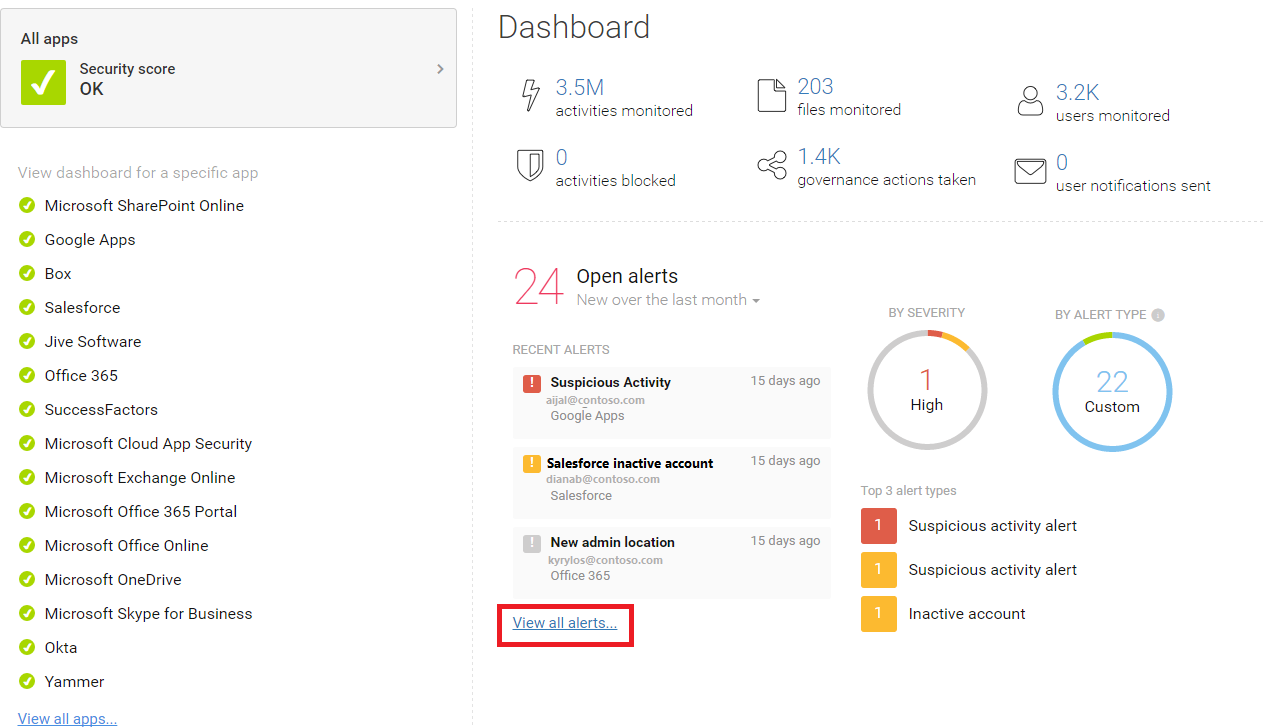 All apps
Security score
OK
View dashboard for a specific app
Microsoft SharePoint Online
Google Apps
Box
Salesforce
Jive Software
Office 365
SuccessFactors
Microsoft Cloud App Security
Microsoft Exchange Online
Microsoft Office 365 Portal
Microsoft Office Online
Microsoft OneDrive
Microsoft Skype for Business
Okta
Yammer
View all apps...
Dashboard
3.5M
activities monitored
203
files monitored
3.2K
users monitored
0
activities blocked
1.4K
governance actions taken
0
user notifications sent
24 Open alerts
New over the last month
RECENT ALERTS
! Suspicious Activity 15 days ago
aijal@contoso.com
Google Apps
! Salesforce inactive account 15 days ago
dianab@contoso.com
Salesforce
! New admin location 15 days ago
kyrylos@contoso.com
Office 365
View all alerts...
BY SEVERITY
1
High
BY ALERT TYPE i
22
Custom
Top 3 alert types
1 Suspicious activity alert
1 Suspicious activity alert
1 Inactive account